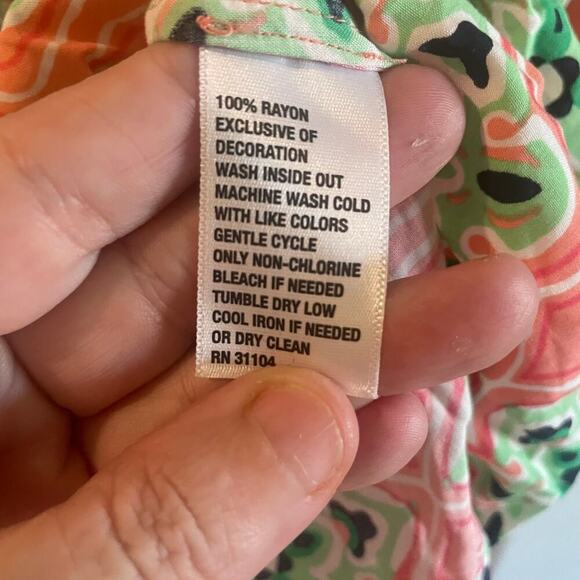 100% RAYON
EXCLUSIVE OF
DECORATION
WASH INSIDE OUT
MACHINE WASH COLD
WITH LIKE COLORS
GENTLE CYCLE
ONLY NON-CHLORINE
BLEACH IF NEEDED
TUMBLE DRY LOW
COOL IRON IF NEEDED
OR DRY CLEAN
RN 31104